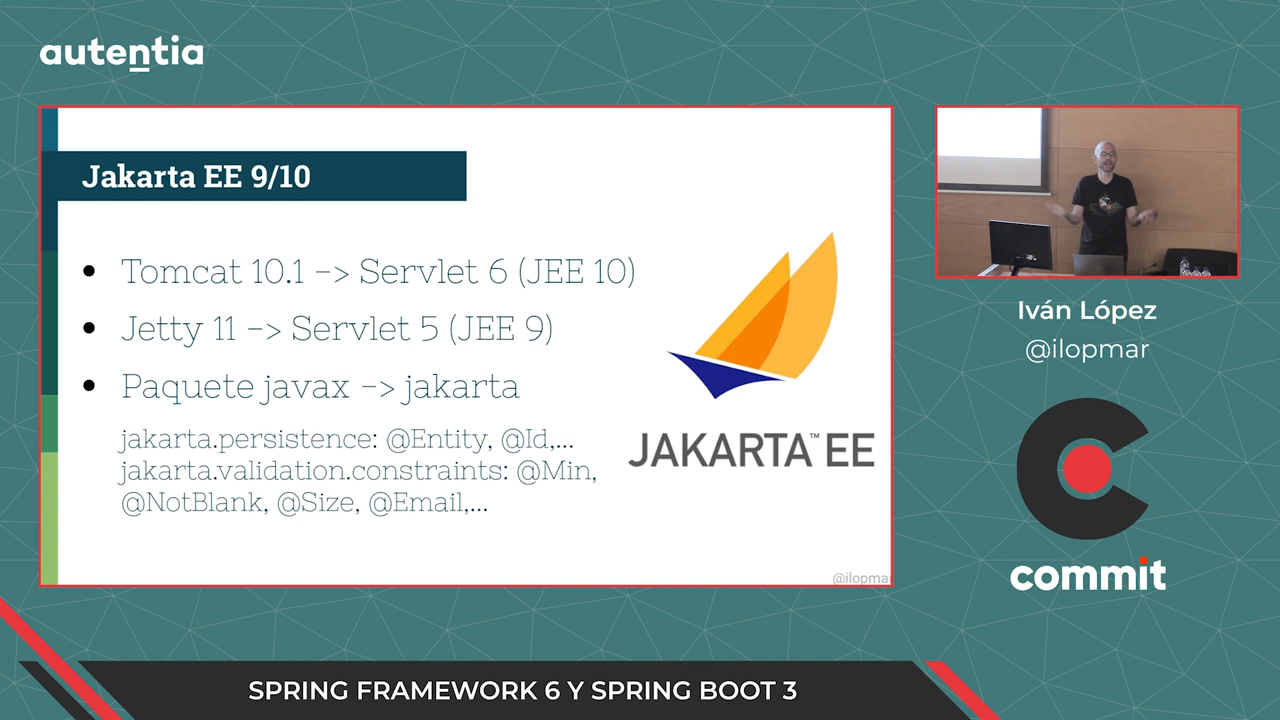 autentia
Jakarta EE 9/10
Tomcat 10.1 -> Servlet 6 (JEE 10)
Jetty 11 -> Servlet 5 (JEE 9)
Paquete javax -> jakarta
jakarta.persistence: @Entity, @Id,...
jakarta.validation.constraints: @Min,
@NotBlank, @Size, @Email,...
JAKARTA™ EE
@ilopmar
Iván López
@ilopmar
commit
SPRING FRAMEWORK 6 Y SPRING BOOT 3